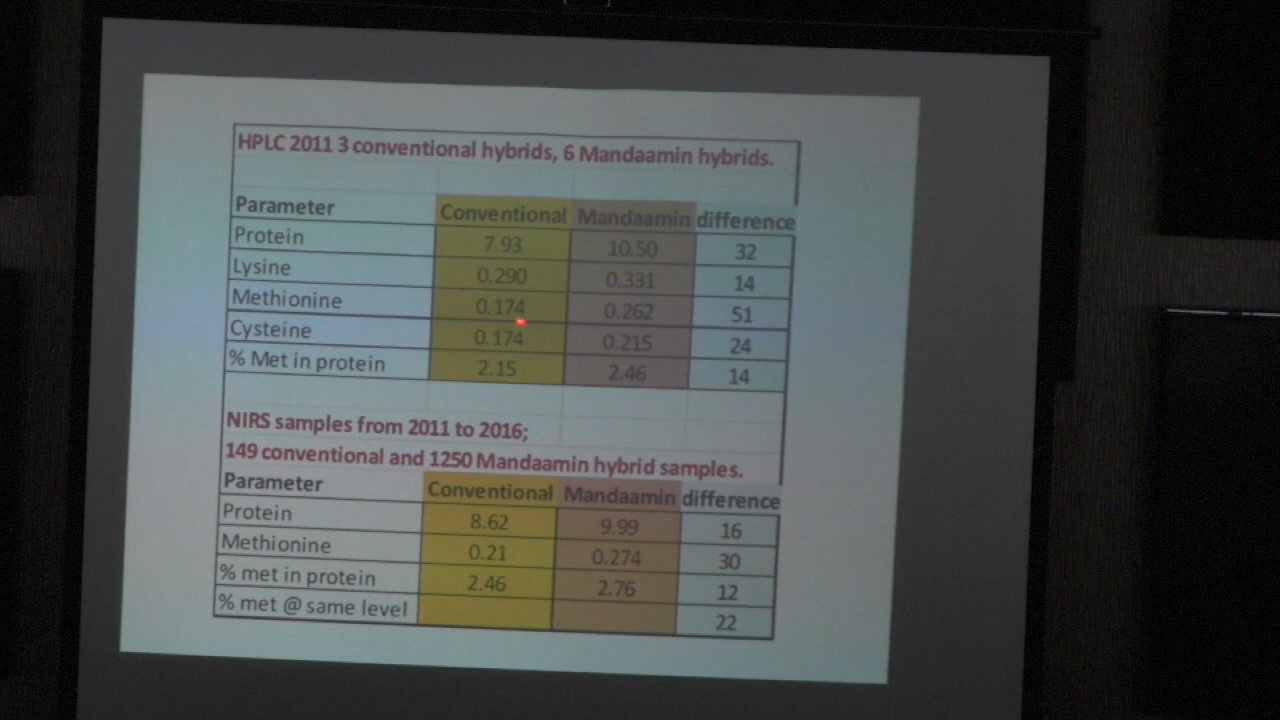 HPLC 2011 3 conventional hybrids, 6 Mandaamin hybrids.
Parameter Conventional Mandaamin difference
Protein 7.93 10.50 32
Lysine 0.290 0.331 14
Methionine 0.174 0.262 51
Cysteine 0.174 0.215 24
% Met in protein 2.15 2.46 14
NIRS samples from 2011 to 2016;
149 conventional and 1250 Mandaamin hybrid samples.
Parameter Conventional Mandaamin difference
Protein 8.62 9.99 16
Methionine 0.21 0.274 30
% met in protein 2.46 2.76 12
% met @ same level 22